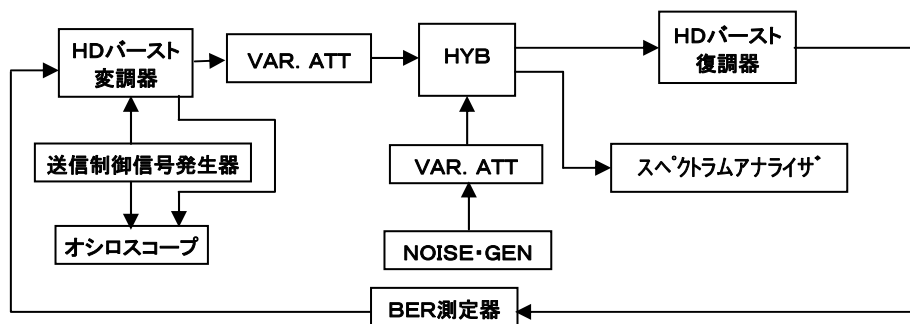 HDバースト
変調器
VAR. ATT
HYB
HDバースト
復調器
送信制御信号発生器
VAR. ATT
スペクトラムアナライザ
オシロスコープ
NOISE・GEN
BER測定器